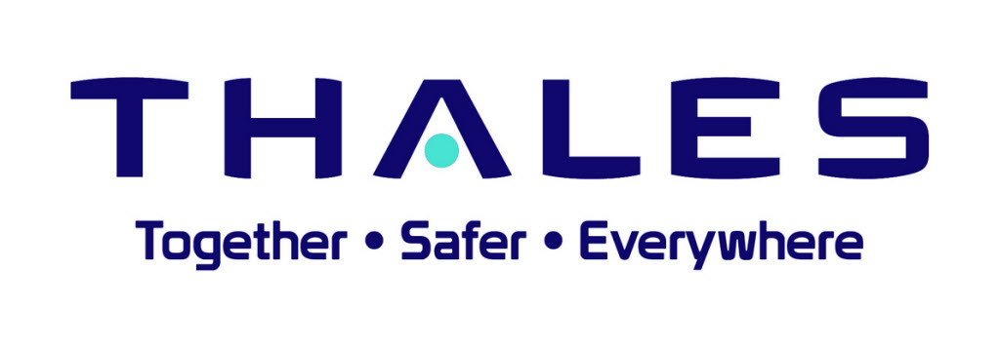 THALES
Together • Safer • Everywhere